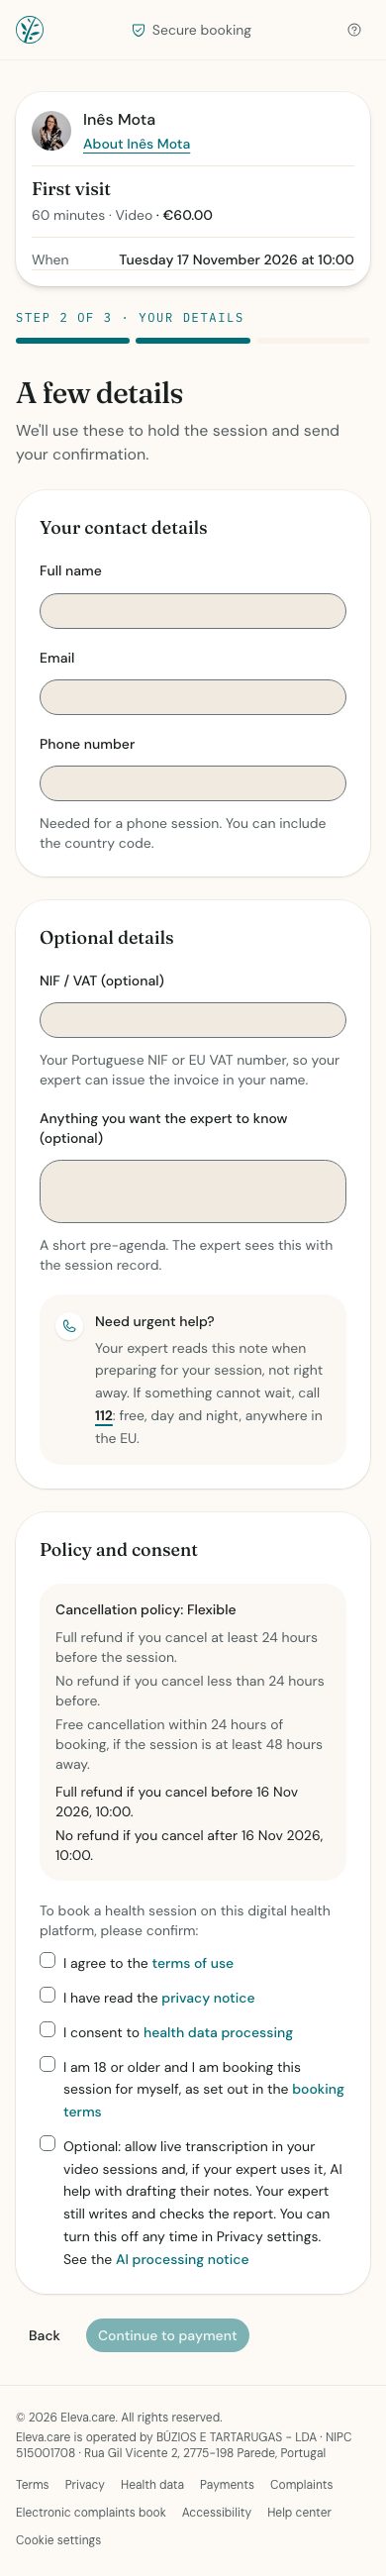 Secure booking
Inês Mota
About Inês Mota
First visit
60 minutes · Video · €60.00
When Tuesday 17 November 2026 at 10:00
STEP 2 OF 3 · YOUR DETAILS
A few details
We'll use these to hold the session and send
your confirmation.
Your contact details
Full name
Email
Phone number
Needed for a phone session. You can include
the country code.
Optional details
NIF / VAT (optional)
Your Portuguese NIF or EU VAT number, so your
expert can issue the invoice in your name.
Anything you want the expert to know
(optional)
A short pre-agenda. The expert sees this with
the session record.
Need urgent help?
Your expert reads this note when
preparing for your session, not right
away. If something cannot wait, call
112: free, day and night, anywhere in
the EU.
Policy and consent
Cancellation policy: Flexible
Full refund if you cancel at least 24 hours
before the session.
No refund if you cancel less than 24 hours
before.
Free cancellation within 24 hours of
booking, if the session is at least 48 hours
away.
Full refund if you cancel before 16 Nov
2026, 10:00.
No refund if you cancel after 16 Nov 2026,
10:00.
To book a health session on this digital health
platform, please confirm:
I agree to the terms of use
I have read the privacy notice
I consent to health data processing
I am 18 or older and I am booking this
session for myself, as set out in the booking
terms
Optional: allow live transcription in your
video sessions and, if your expert uses it, AI
help with drafting their notes. Your expert
still writes and checks the report. You can
turn this off any time in Privacy settings.
See the AI processing notice
Back Continue to payment
© 2026 Eleva.care. All rights reserved.
Eleva.care is operated by BÚZIOS E TARTARUGAS - LDA · NIPC
515001708 · Rua Gil Vicente 2, 2775-198 Parede, Portugal
Terms Privacy Health data Payments Complaints
Electronic complaints book Accessibility Help center
Cookie settings